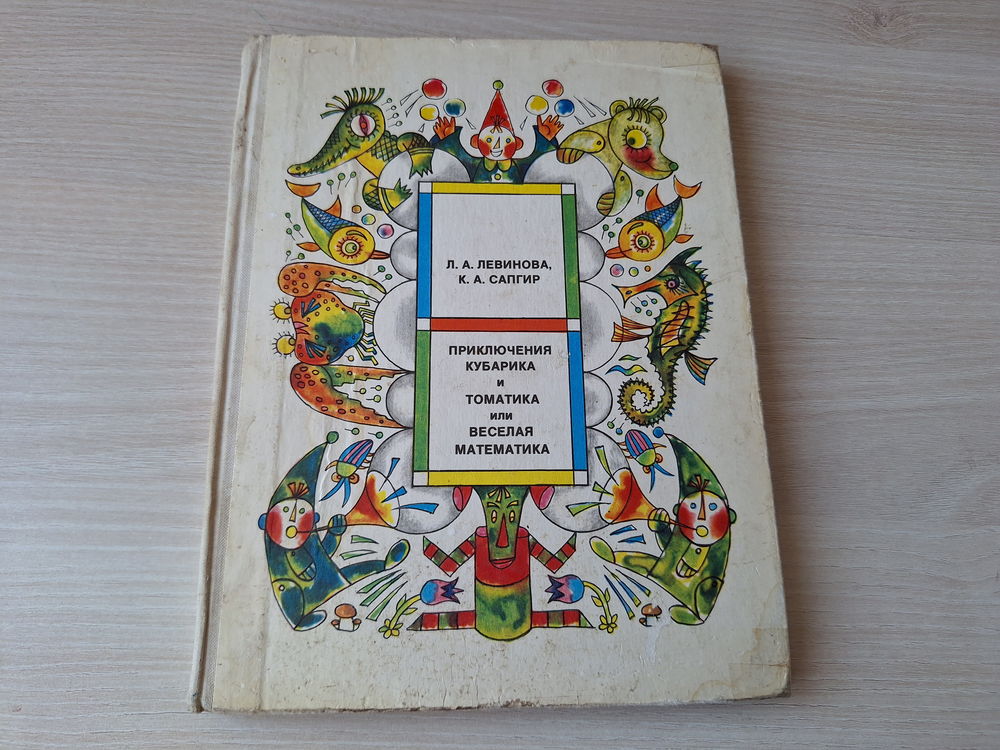 Л. А. ЛЕВИНОВА,
К. А. САПГИР
ПРИКЛЮЧЕНИЯ
КУБАРИКА
и
ТОМАТИКА
или
ВЕСЕЛАЯ
МАТЕМАТИКА